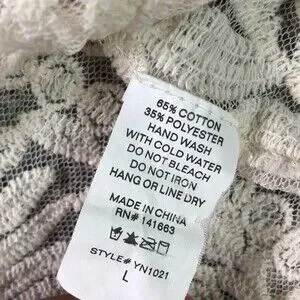 65% COTTON
35% POLYESTER
HAND WASH
WITH COLD WATER
DO NOT BLEACH
DO NOT IRON
HANG OR LINE DRY
MADE IN CHINA
RN# 141663
STYLE# YN1021
L